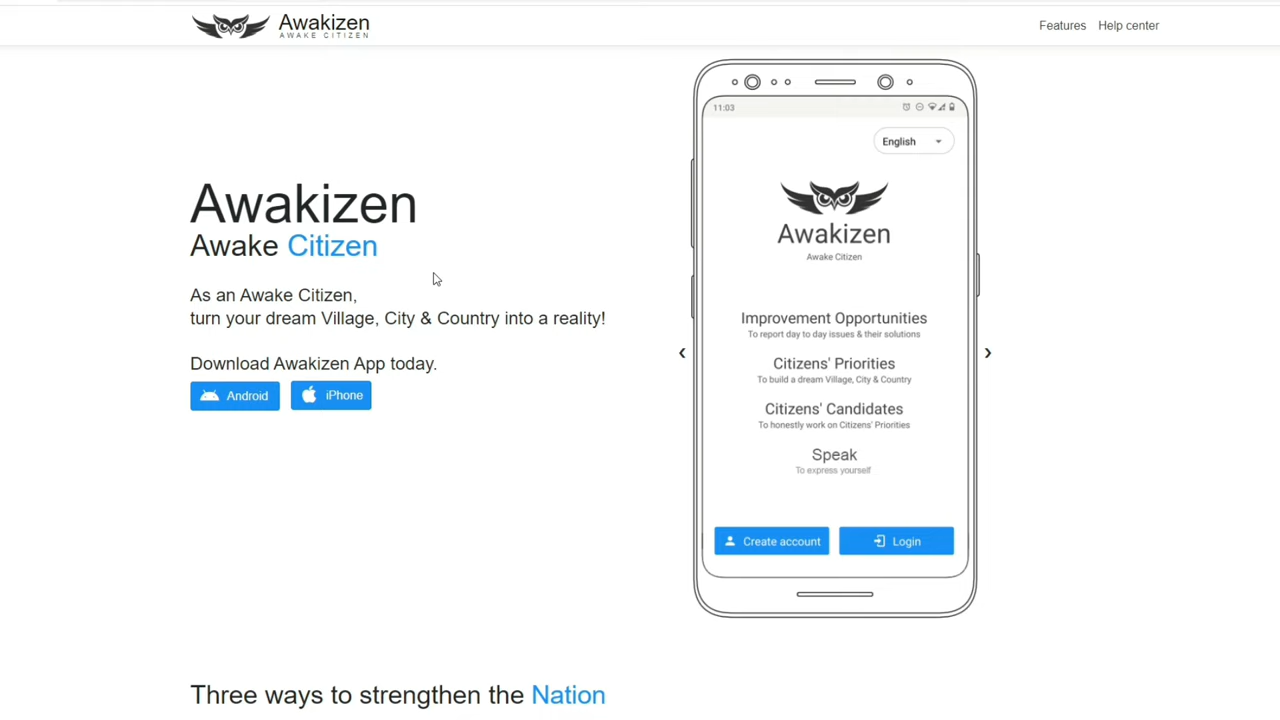 Awakizen
AWAKE CITIZEN
Features Help center
Awakizen
Awake Citizen
As an Awake Citizen,
turn your dream Village, City & Country into a reality!
Download Awakizen App today.
Android iPhone
11:03
English
Awakizen
Awake Citizen
Improvement Opportunities
To report day to day issues & their solutions
Citizens' Priorities
To build a dream Village, City & Country
Citizens' Candidates
To honestly work on Citizens' Priorities
Speak
To express yourself
Create account Login
Three ways to strengthen the Nation